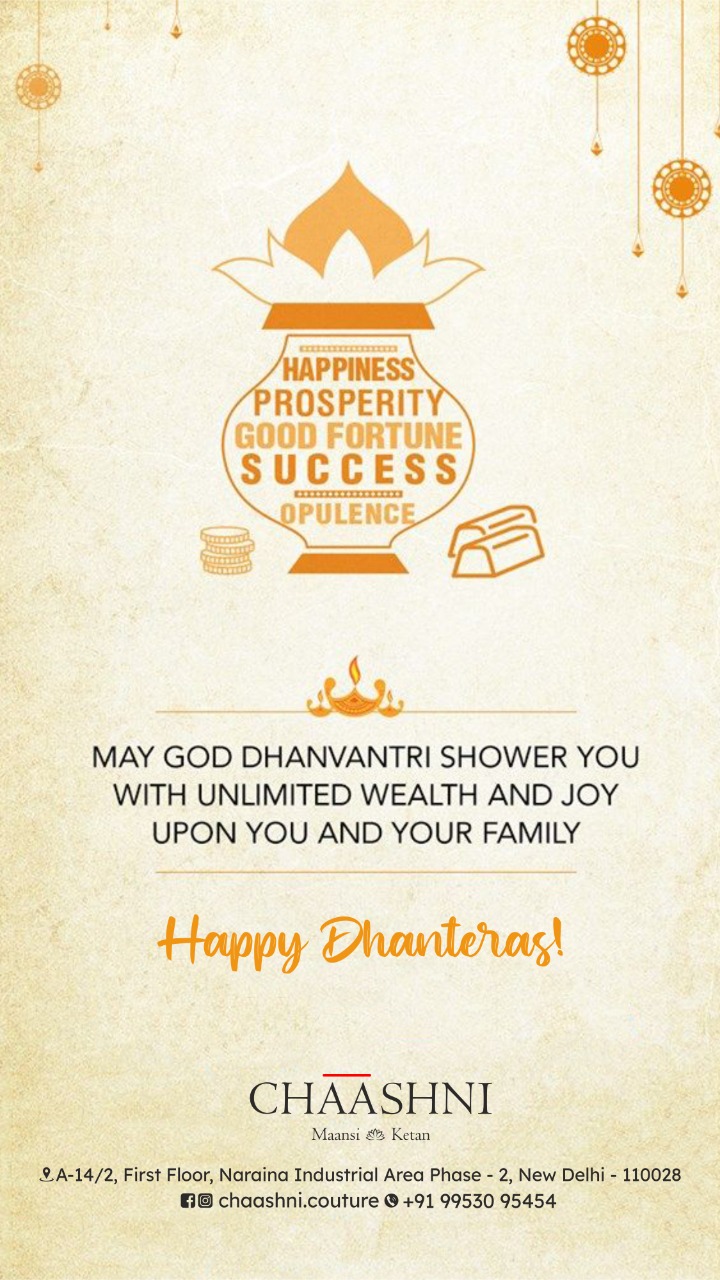 HAPPINESS
PROSPERITY
GOOD FORTUNE
SUCCESS
OPULENCE
MAY GOD DHANVANTRI SHOWER YOU
WITH UNLIMITED WEALTH AND JOY
UPON YOU AND YOUR FAMILY
Happy Dhanteras!
CHAASHNI
Maansi Ketan
A-14/2, First Floor, Naraina Industrial Area Phase - 2, New Delhi - 110028
chaashni.couture +91 99530 95454